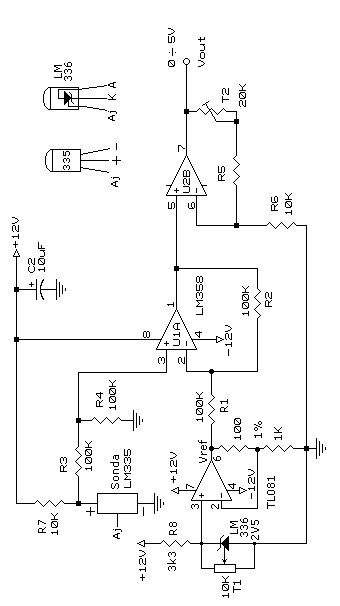 LM
336
A
K
Aj
335
−
+
Aj
0 ÷ 5V
Vout
T2
20K
7
U2B
+
−
5
6
R5
R6
10K
+12V
C2
10uF
+
1
LM358
U1A
8
4
−12V
+
−
3
2
100K
R2
R4
100K
R3
100K
R7
10K
Sonda
LM335
+
−
Aj
100K
R1
Vref
100
1%
1K
+12V
7
6
4
−12V
TL081
+
−
3
2
R8
3k3
+12V
LM
336
2V5
10K
T1